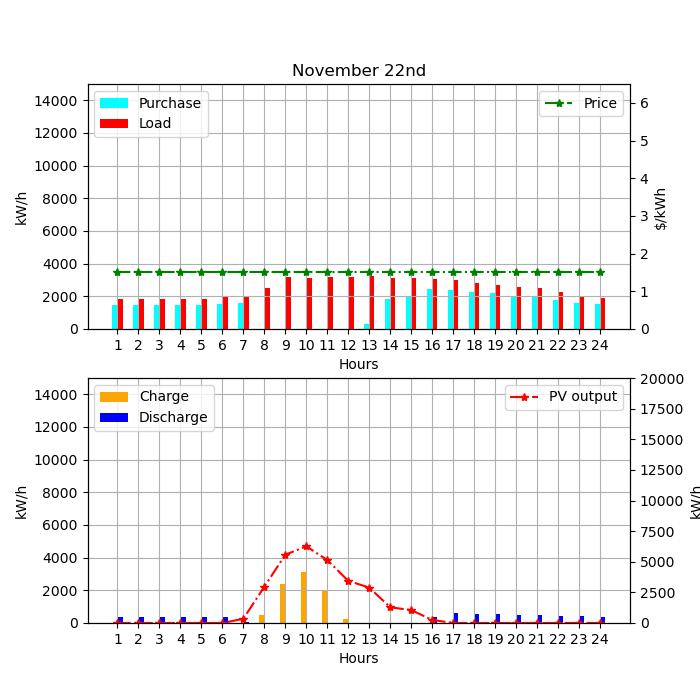 November 22nd
14000
12000
10000
8000
6000
4000
2000
0
kW/h
Purchase
Load
Price
6
5
4
3
2
1
0
$/kWh
1 2 3 4 5 6 7 8 9 10 11 12 13 14 15 16 17 18 19 20 21 22 23 24
Hours
14000
12000
10000
8000
6000
4000
2000
0
kW/h
Charge
Discharge
PV output
20000
17500
15000
12500
10000
7500
5000
2500
0
kW/h
1 2 3 4 5 6 7 8 9 10 11 12 13 14 15 16 17 18 19 20 21 22 23 24
Hours